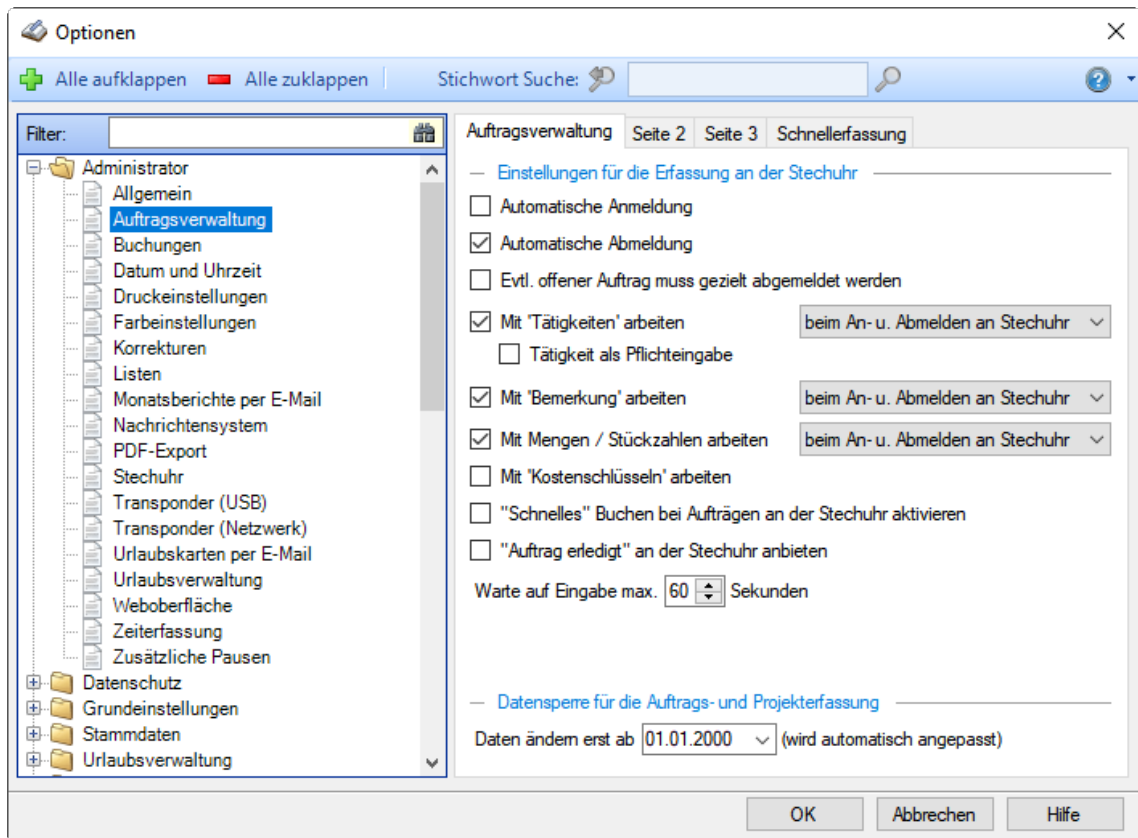 Optionen
Alle aufklappen Alle zuklappen Stichwort Suche:
Filter:
Administrator
Allgemein
Auftragsverwaltung
Buchungen
Datum und Uhrzeit
Druckeinstellungen
Farbeinstellungen
Korrekturen
Listen
Monatsberichte per E-Mail
Nachrichtensystem
PDF-Export
Stechuhr
Transponder (USB)
Transponder (Netzwerk)
Urlaubskarten per E-Mail
Urlaubsverwaltung
Weboberfläche
Zeiterfassung
Zusätzliche Pausen
Datenschutz
Grundeinstellungen
Stammdaten
Urlaubsverwaltung
Auftragsverwaltung Seite 2 Seite 3 Schnellerfassung
Einstellungen für die Erfassung an der Stechuhr
Automatische Anmeldung
Automatische Abmeldung
Evtl. offener Auftrag muss gezielt abgemeldet werden
Mit 'Tätigkeiten' arbeiten beim An- u. Abmelden an Stechuhr
Tätigkeit als Pflichteingabe
Mit 'Bemerkung' arbeiten beim An- u. Abmelden an Stechuhr
Mit Mengen / Stückzahlen arbeiten beim An- u. Abmelden an Stechuhr
Mit 'Kostenschlüsseln' arbeiten
"Schnelles" Buchen bei Aufträgen an der Stechuhr aktivieren
"Auftrag erledigt" an der Stechuhr anbieten
Warte auf Eingabe max. 60 Sekunden
Datensperre für die Auftrags- und Projekterfassung
Daten ändern erst ab 01.01.2000 (wird automatisch angepasst)
OK Abbrechen Hilfe